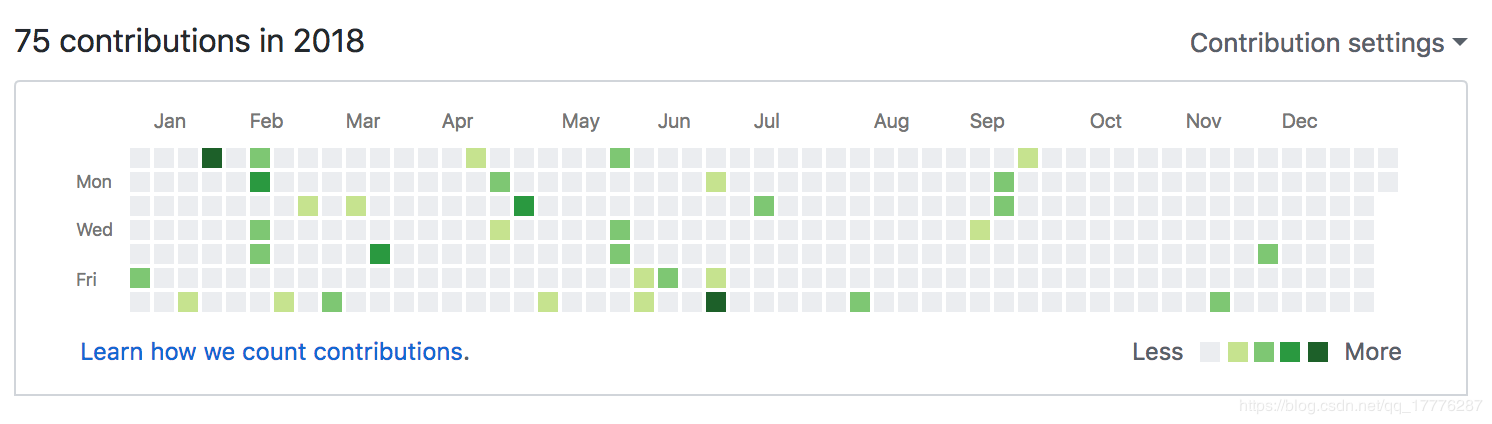 75 contributions in 2018
Contribution settings
Jan Feb Mar Apr May Jun Jul Aug Sep Oct Nov Dec
Mon
Wed
Fri
Learn how we count contributions.
Less More
https://blog.csdn.net/qq_17776287